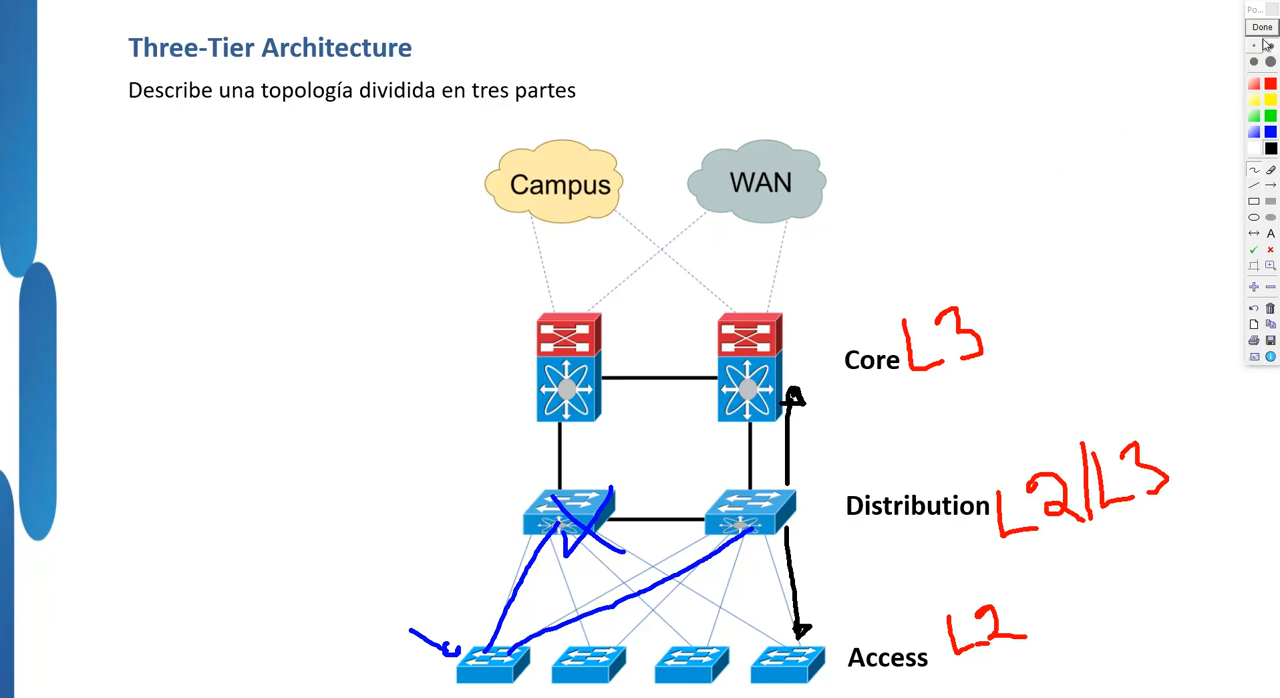 Three-Tier Architecture
Describe una topología dividida en tres partes
Campus
WAN
Core L3
Distribution L2/L3
Access L2
Po...
Done
A